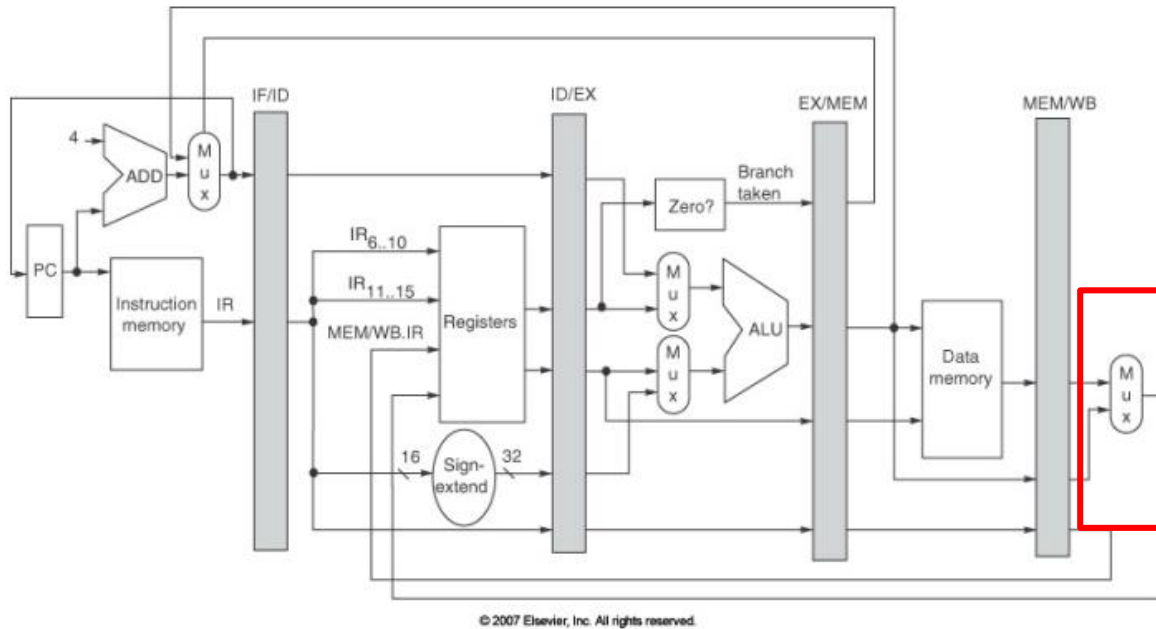 IF/ID
ID/EX
EX/MEM
MEM/WB
4
ADD
M
u
x
Branch
taken
Zero?
PC
Instruction
memory
IR
IR6..10
IR11..15
MEM/WB.IR
Registers
M
u
x
M
u
x
ALU
Data
memory
M
u
x
16
Sign-
extend
32
© 2007 Elsevier, Inc. All rights reserved.